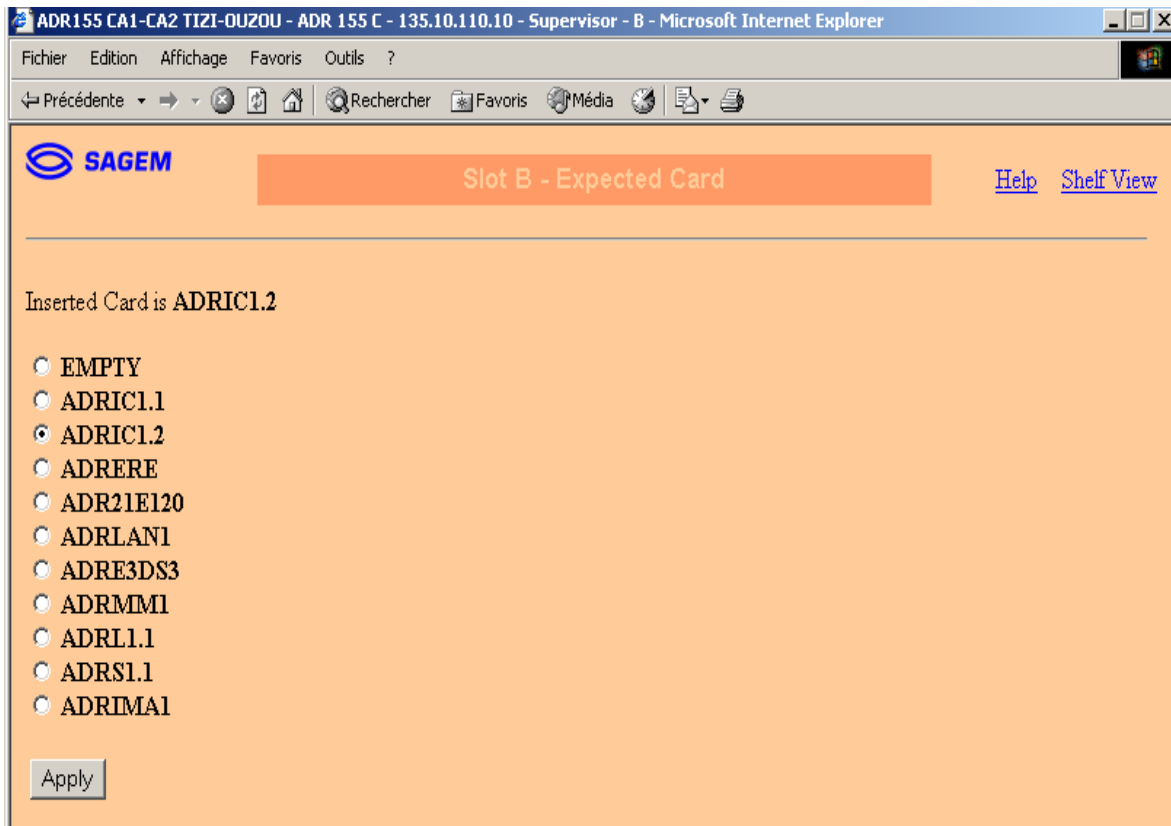 ADR155 CA1-CA2 TIZI-OUZOU - ADR 155 C - 135.10.110.10 - Supervisor - B - Microsoft Internet Explorer
Fichier Edition Affichage Favoris Outils ?
Précédente Rechercher Favoris Média
SAGEM
Slot B - Expected Card
Help Shelf View
Inserted Card is ADRIC1.2
EMPTY
ADRIC1.1
ADRIC1.2
ADRERE
ADR21E120
ADRLAN1
ADRE3DS3
ADRMM1
ADRL1.1
ADRS1.1
ADRIMA1
Apply